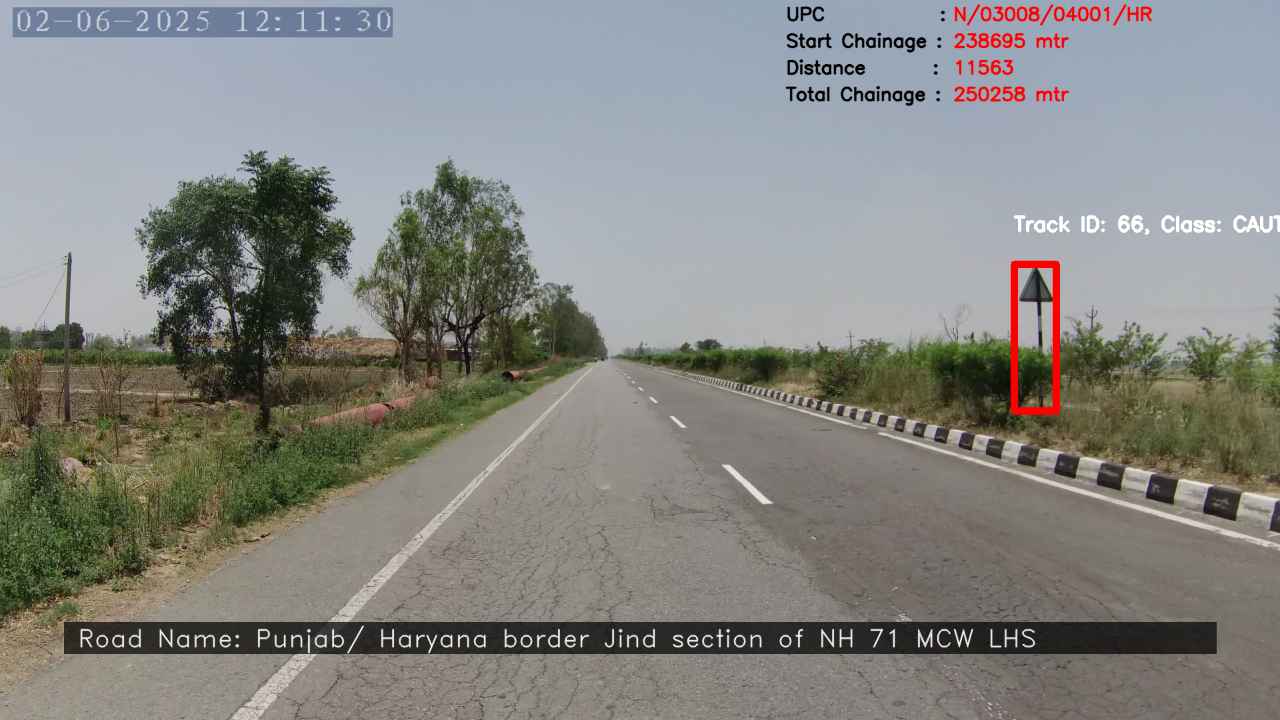 02-06-2025 12:11:30
UPC : N/03008/04001/HR
Start Chainage : 238695 mtr
Distance : 11563
Total Chainage : 250258 mtr
Track ID: 66, Class: CAUT
Road Name: Punjab/ Haryana border Jind section of NH 71 MCW LHS